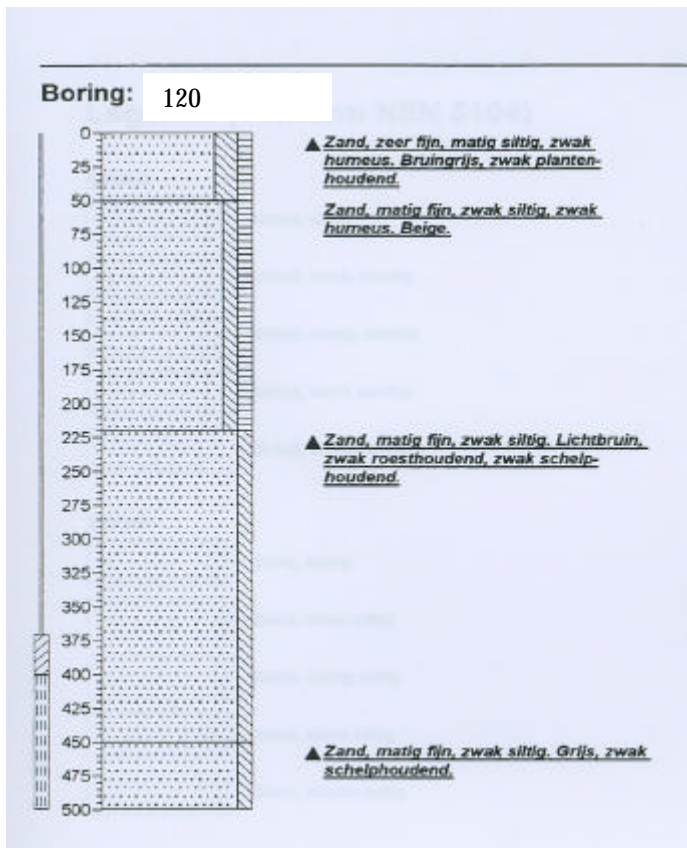 Boring: 120
0
25
50
75
100
125
150
175
200
225
250
275
300
325
350
375
400
425
450
475
500
Zand, zeer fijn, matig siltig, zwak
humeus. Bruingrijs, zwak planten-
houdend.
Zand, matig fijn, zwak siltig, zwak
humeus. Beige.
Zand, matig fijn, zwak siltig. Lichtbruin,
zwak roesthoudend, zwak schelp-
houdend.
Zand, matig fijn, zwak siltig. Grijs, zwak
schelphoudend.